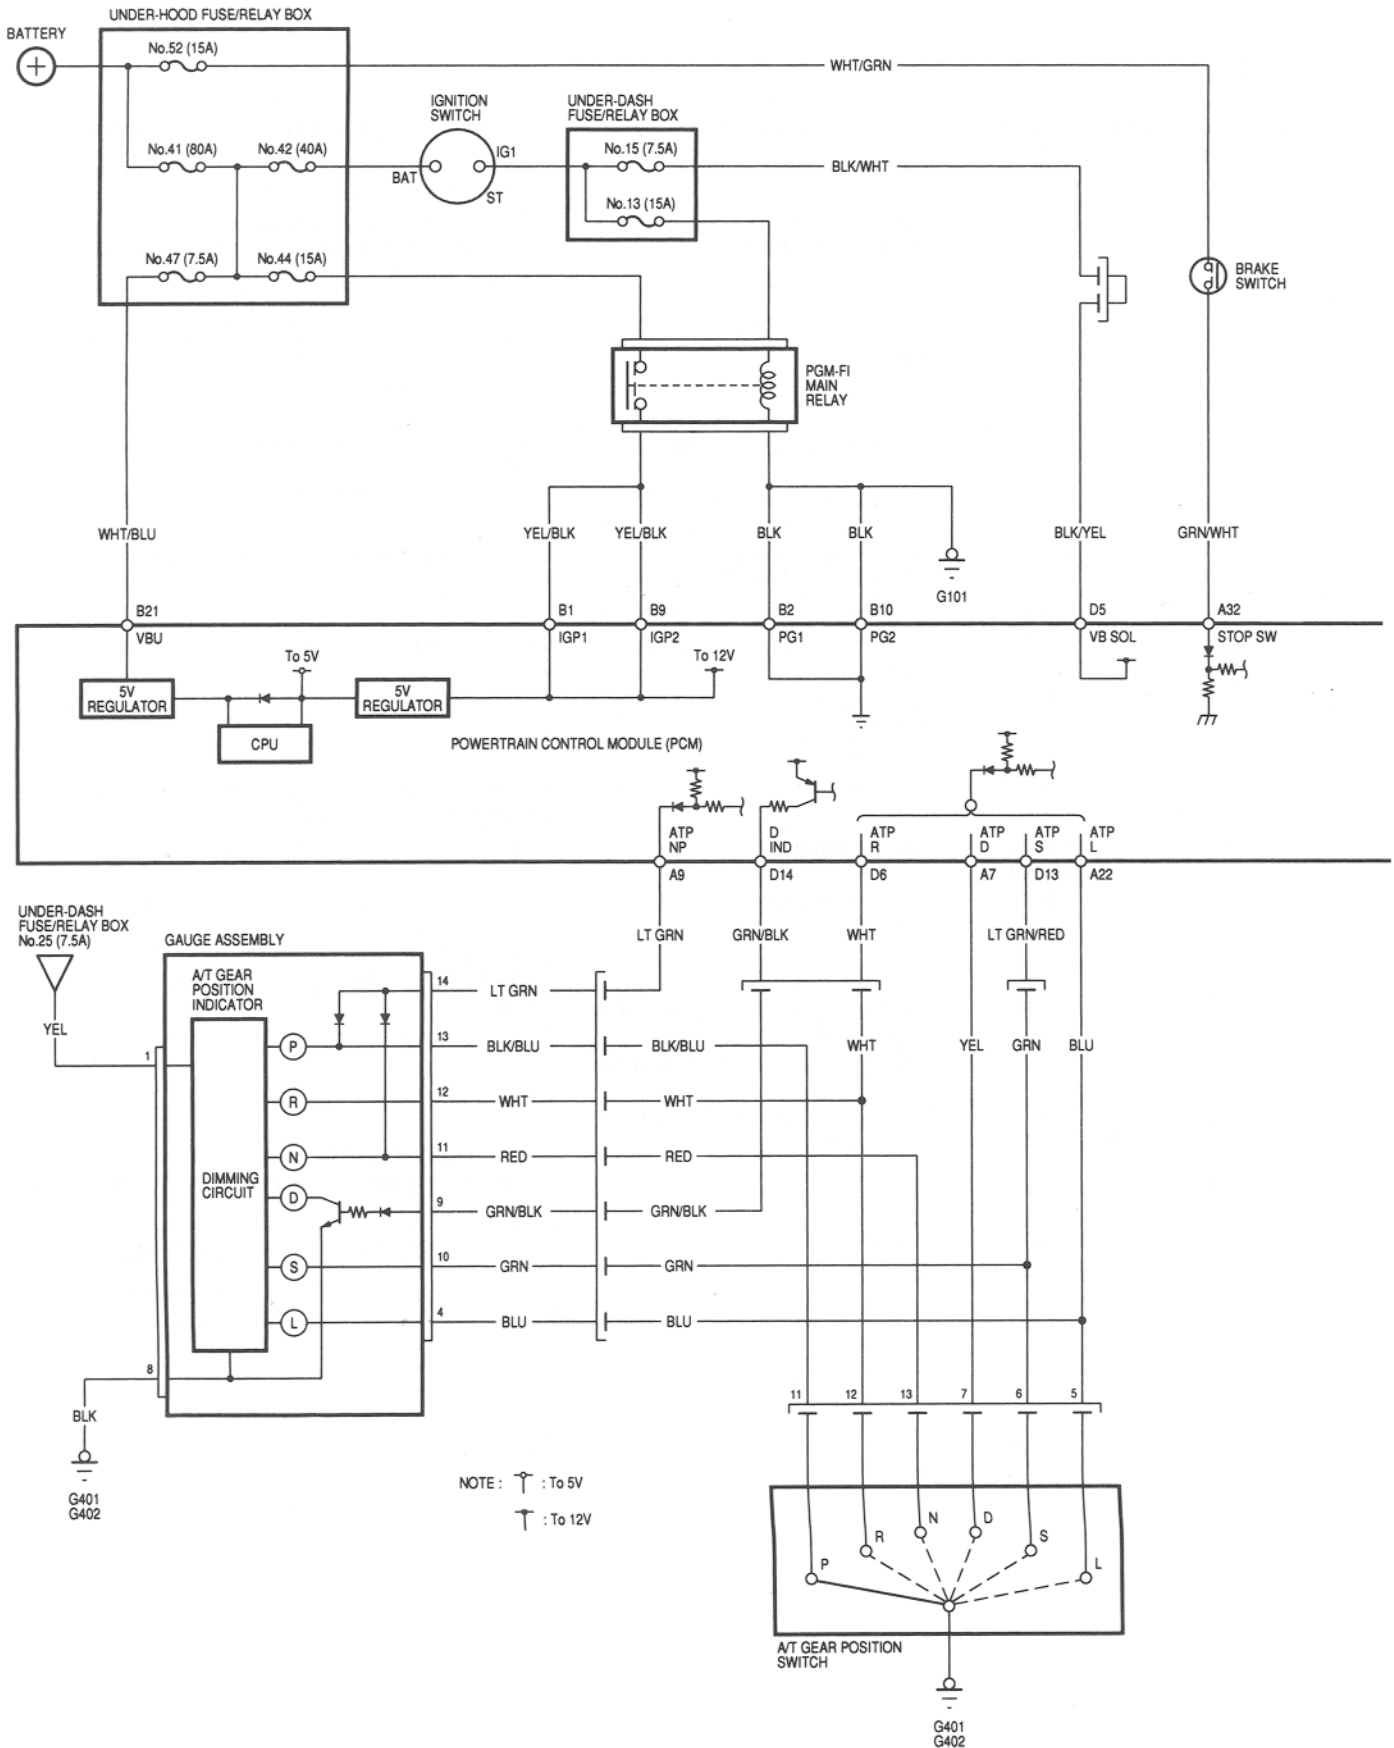 UNDER-HOOD FUSE/RELAY BOX
BATTERY
No.52 (15A)
WHT/GRN
IGNITION
SWITCH
UNDER-DASH
FUSE/RELAY BOX
No.41 (80A)
No.42 (40A)
BAT
IG1
ST
No.15 (7.5A)
BLK/WHT
No.13 (15A)
No.47 (7.5A)
No.44 (15A)
BRAKE
SWITCH
PGM-FI
MAIN
RELAY
WHT/BLU
YEL/BLK
YEL/BLK
BLK
BLK
BLK/YEL
GRN/WHT
G101
B21
B1
B9
B2
B10
D5
A32
VBU
IGP1
IGP2
PG1
PG2
VB SOL
STOP SW
To 5V
To 12V
5V
REGULATOR
5V
REGULATOR
CPU
POWERTRAIN CONTROL MODULE (PCM)
ATP
NP
D
IND
ATP
R
ATP
D
ATP
S
ATP
L
A9
D14
D6
A7
D13
A22
UNDER-DASH
FUSE/RELAY BOX
No.25 (7.5A)
GAUGE ASSEMBLY
LT GRN
GRN/BLK
WHT
LT GRN/RED
A/T GEAR
POSITION
INDICATOR
14
LT GRN
YEL
1
P
13
BLK/BLU
BLK/BLU
WHT
YEL
GRN
BLU
R
12
WHT
WHT
N
11
RED
RED
DIMMING
CIRCUIT
D
9
GRN/BLK
GRN/BLK
S
10
GRN
GRN
L
4
BLU
BLU
8
BLK
G401
G402
11
12
13
7
6
5
NOTE :
: To 5V
: To 12V
P
R
N
D
S
L
A/T GEAR POSITION
SWITCH
G401
G402